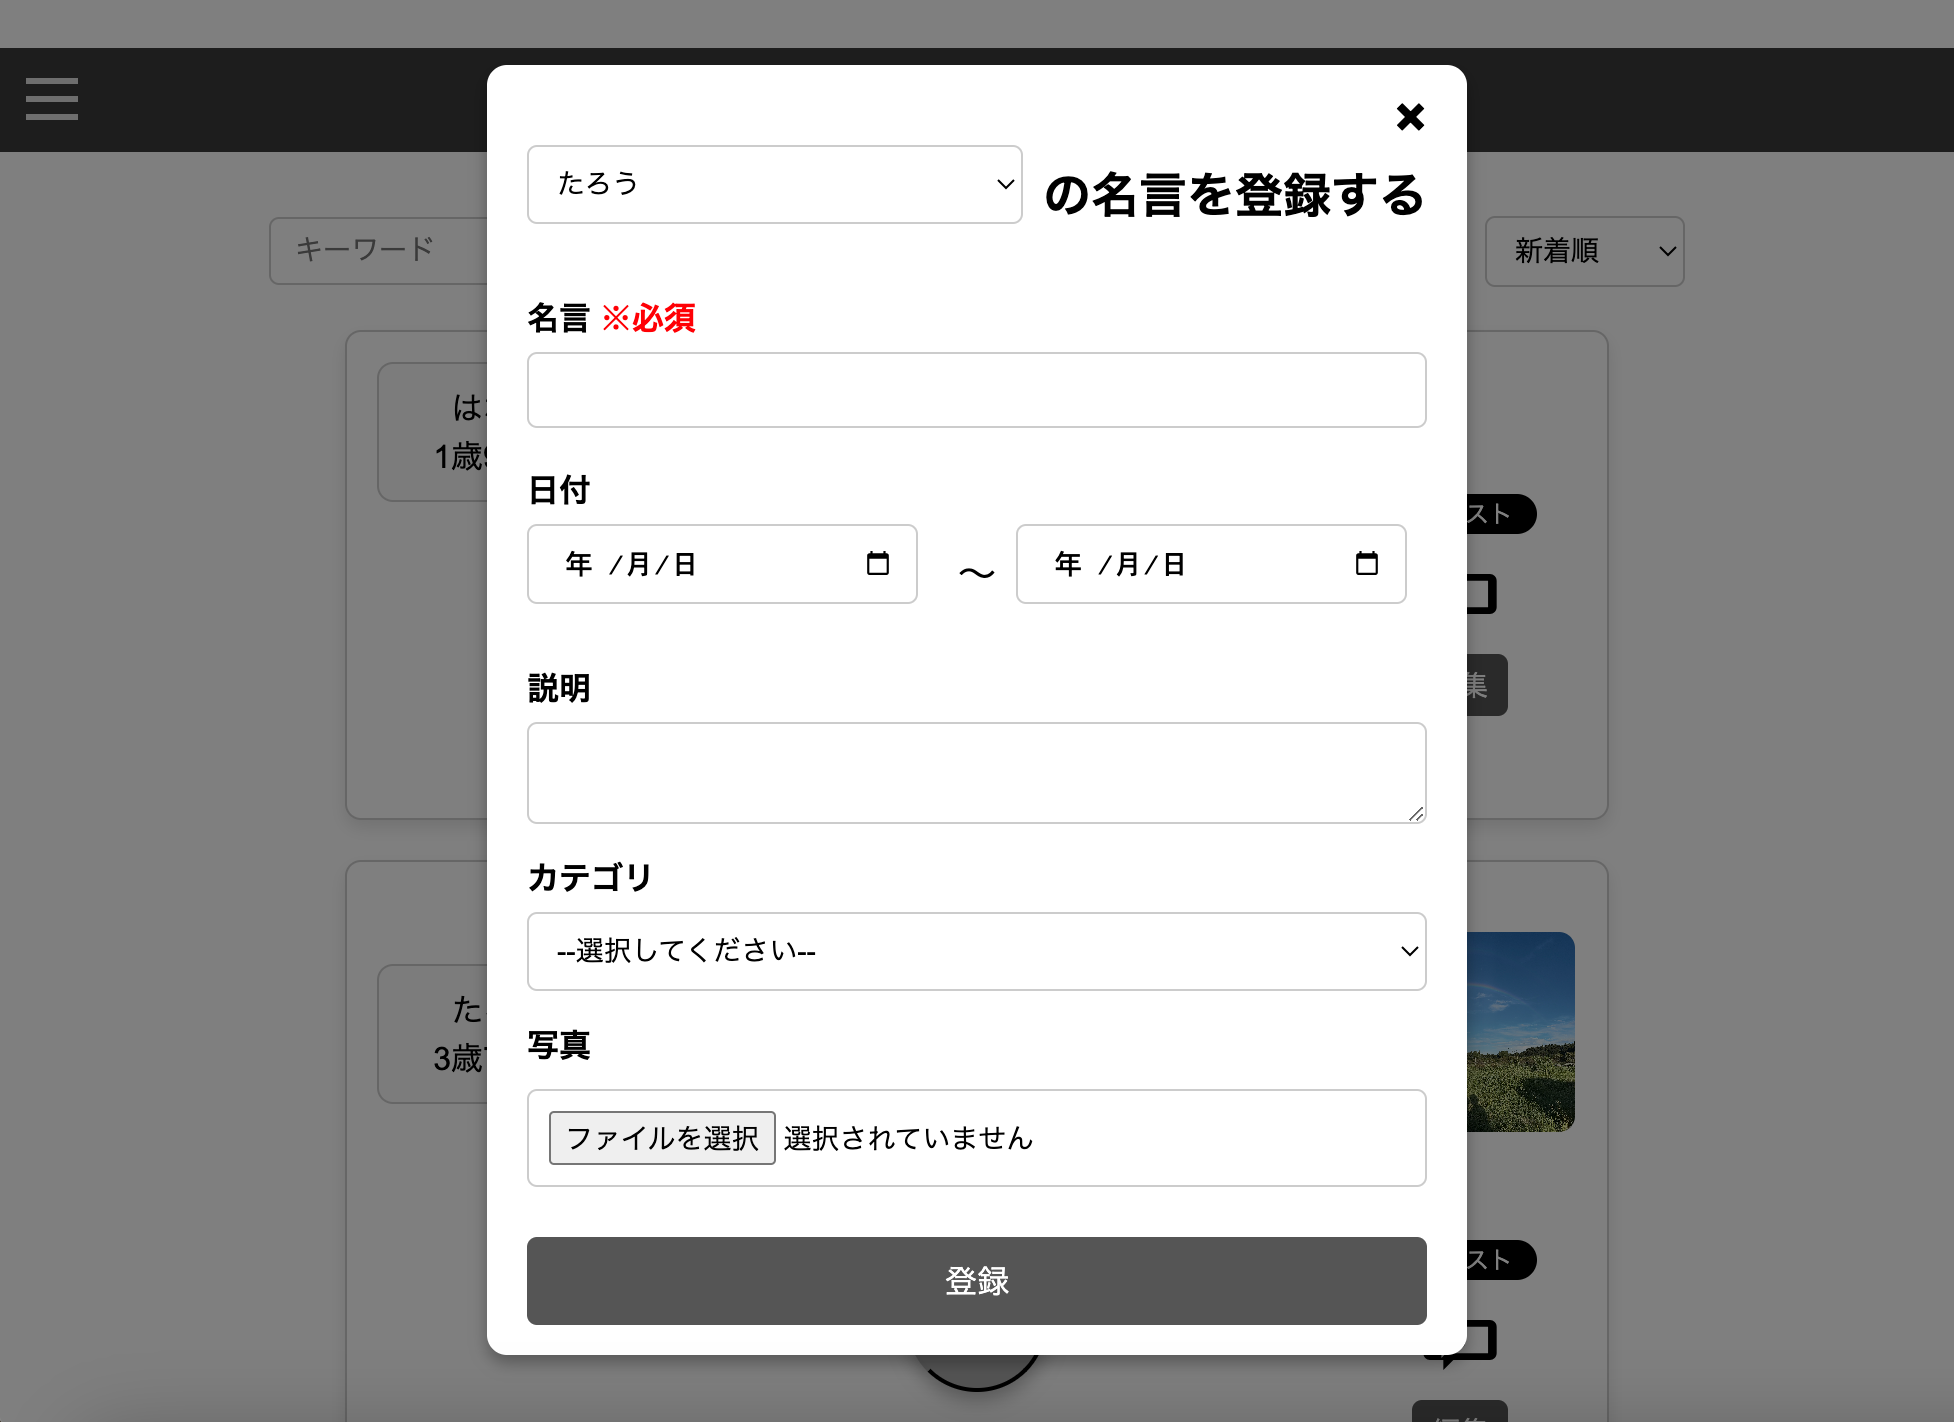 たろう の名言を登録する
キーワード
新着順
名言 ※必須
日付
年 /月/日 〜 年 /月/日
説明
カテゴリ
--選択してください--
写真
ファイルを選択 選択されていません
登録
は
1歳
スト
集
た
3歳
スト